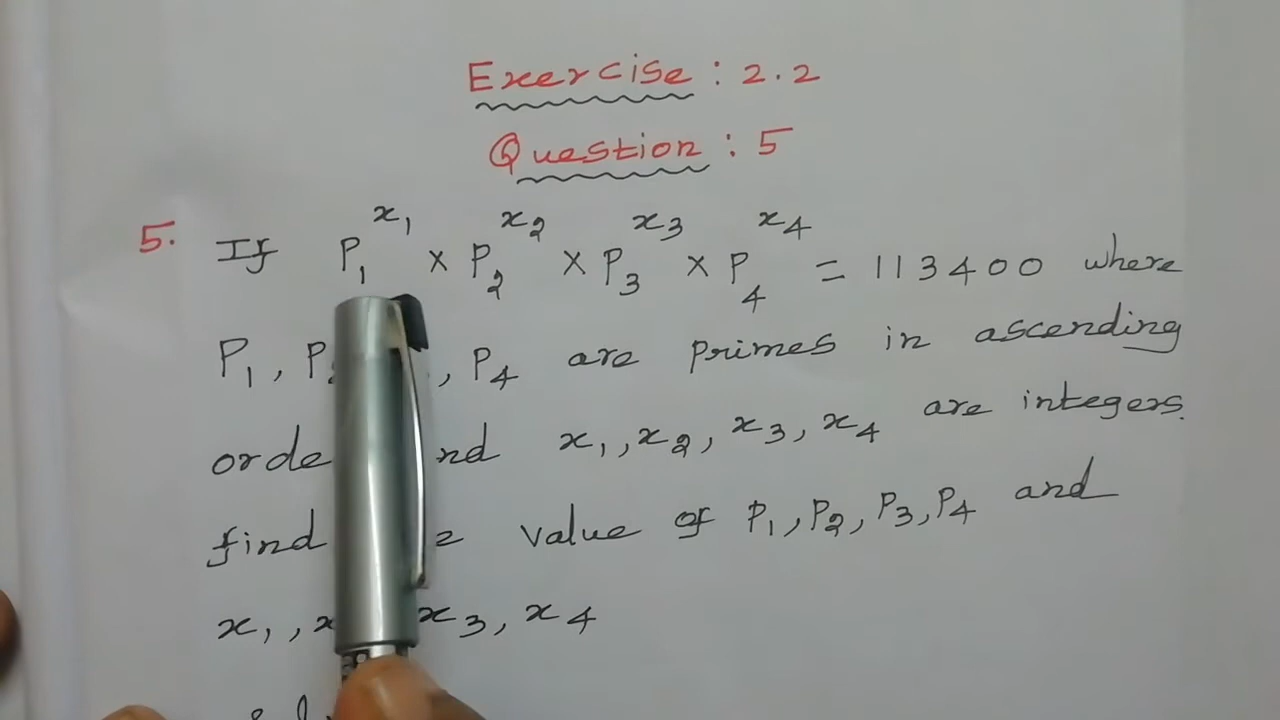 Exercise : 2.2
Question : 5
5. If P₁^x₁ × P₂^x₂ × P₃^x₃ × P₄^x₄ = 113400 where
P₁, P , P₄ are primes in ascending
x₁, x₂, x₃, x₄ are integers.
find value of P₁, P₂, P₃, P₄ and
x₁, x x₃, x₄